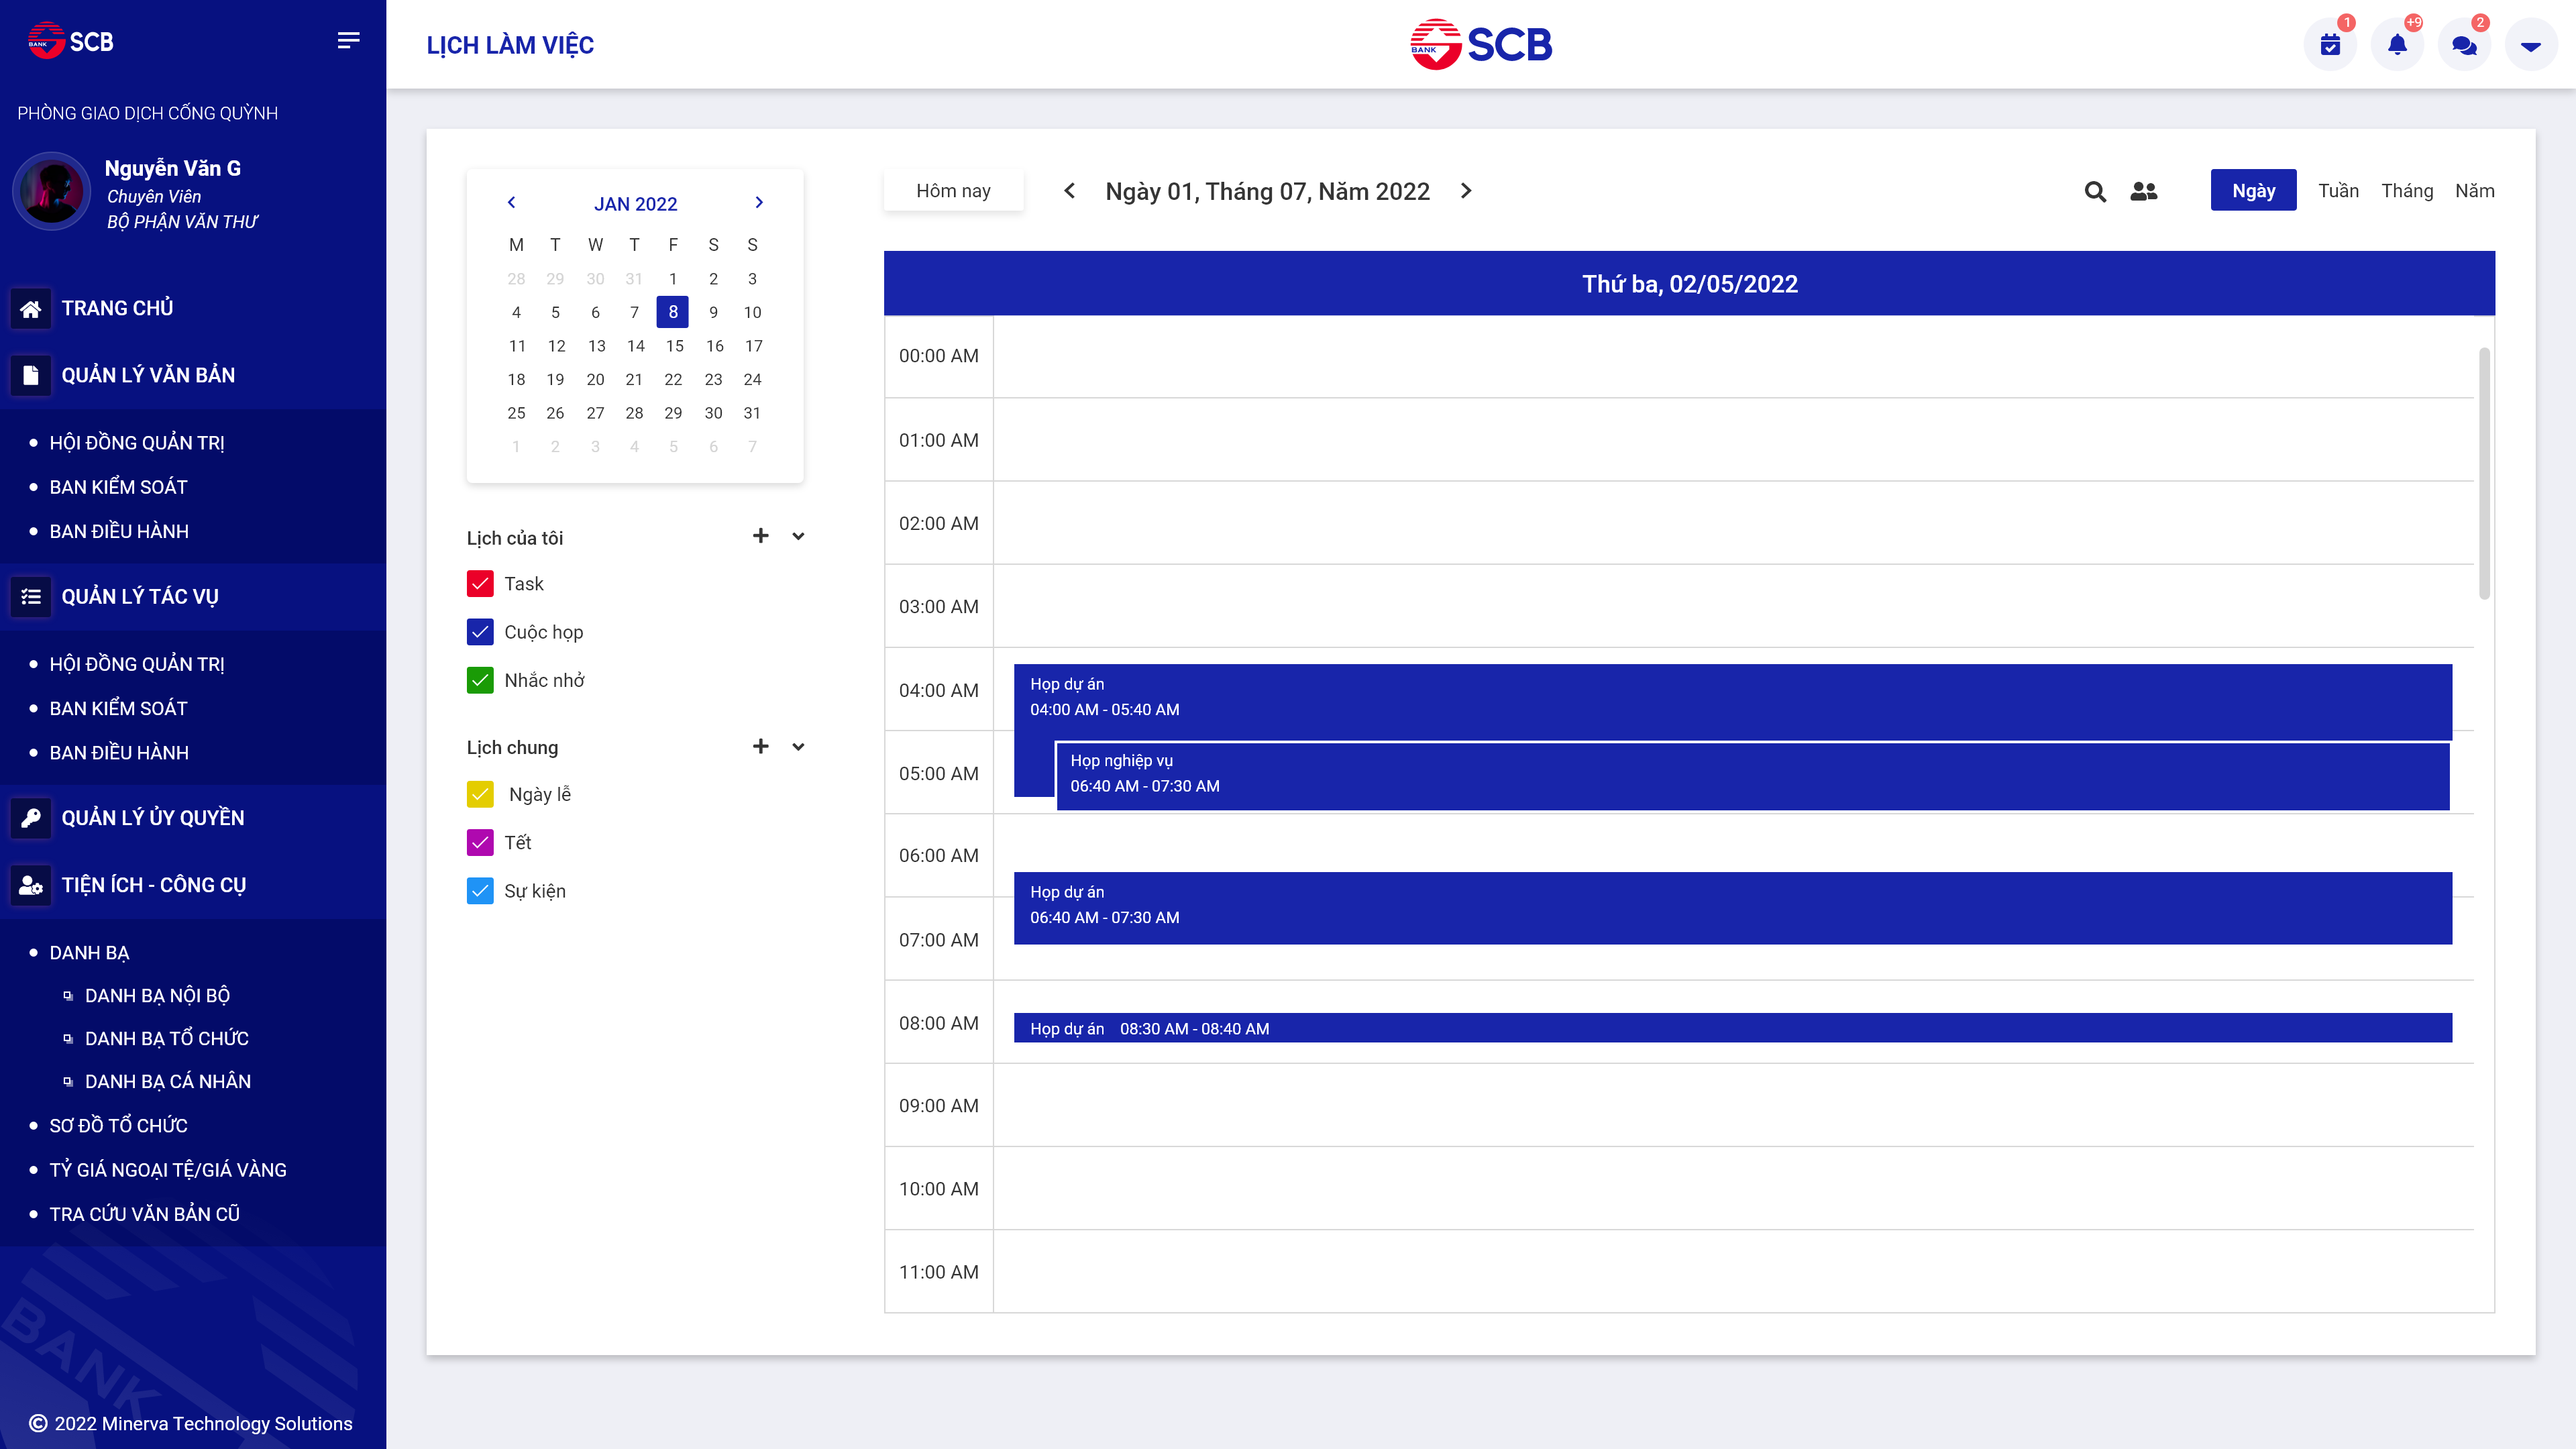 BANK SCB
PHÒNG GIAO DỊCH CỐNG QUỲNH
Nguyễn Văn G
Chuyên Viên
BỘ PHẬN VĂN THƯ
TRANG CHỦ
QUẢN LÝ VĂN BẢN
HỘI ĐỒNG QUẢN TRỊ
BAN KIỂM SOÁT
BAN ĐIỀU HÀNH
QUẢN LÝ TÁC VỤ
HỘI ĐỒNG QUẢN TRỊ
BAN KIỂM SOÁT
BAN ĐIỀU HÀNH
QUẢN LÝ ỦY QUYỀN
TIỆN ÍCH - CÔNG CỤ
DANH BẠ
DANH BẠ NỘI BỘ
DANH BẠ TỔ CHỨC
DANH BẠ CÁ NHÂN
SƠ ĐỒ TỔ CHỨC
TỶ GIÁ NGOẠI TỆ/GIÁ VÀNG
TRA CỨU VĂN BẢN CŨ
BANK
© 2022 Minerva Technology Solutions
LỊCH LÀM VIỆC
BANK SCB
1 +9 2
JAN 2022
M T W T F S S
28 29 30 31 1 2 3
4 5 6 7 8 9 10
11 12 13 14 15 16 17
18 19 20 21 22 23 24
25 26 27 28 29 30 31
1 2 3 4 5 6 7
Lịch của tôi
Task
Cuộc họp
Nhắc nhở
Lịch chung
Ngày lễ
Tết
Sự kiện
Hôm nay
Ngày 01, Tháng 07, Năm 2022
Ngày Tuần Tháng Năm
Thứ ba, 02/05/2022
00:00 AM
01:00 AM
02:00 AM
03:00 AM
04:00 AM
Họp dự án
04:00 AM - 05:40 AM
05:00 AM
Họp nghiệp vụ
06:40 AM - 07:30 AM
06:00 AM
Họp dự án
06:40 AM - 07:30 AM
07:00 AM
08:00 AM
Họp dự án 08:30 AM - 08:40 AM
09:00 AM
10:00 AM
11:00 AM